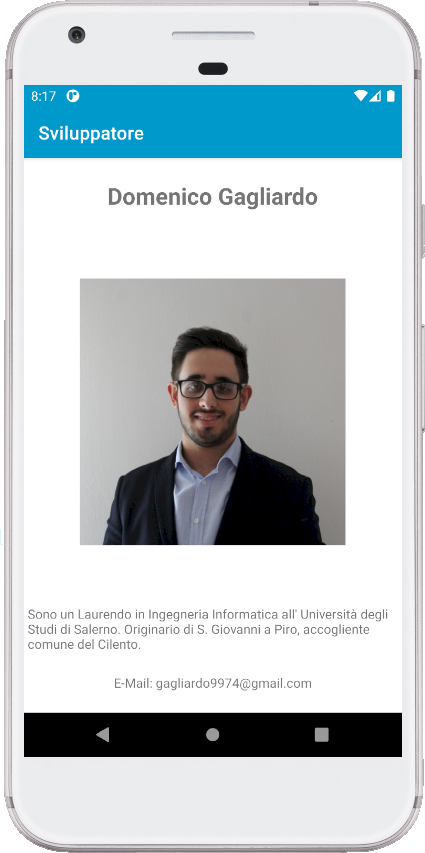 8:17
Sviluppatore
Domenico Gagliardo
Sono un Laurendo in Ingegneria Informatica all' Università degli
Studi di Salerno. Originario di S. Giovanni a Piro, accogliente
comune del Cilento.
E-Mail: gagliardo9974@gmail.com